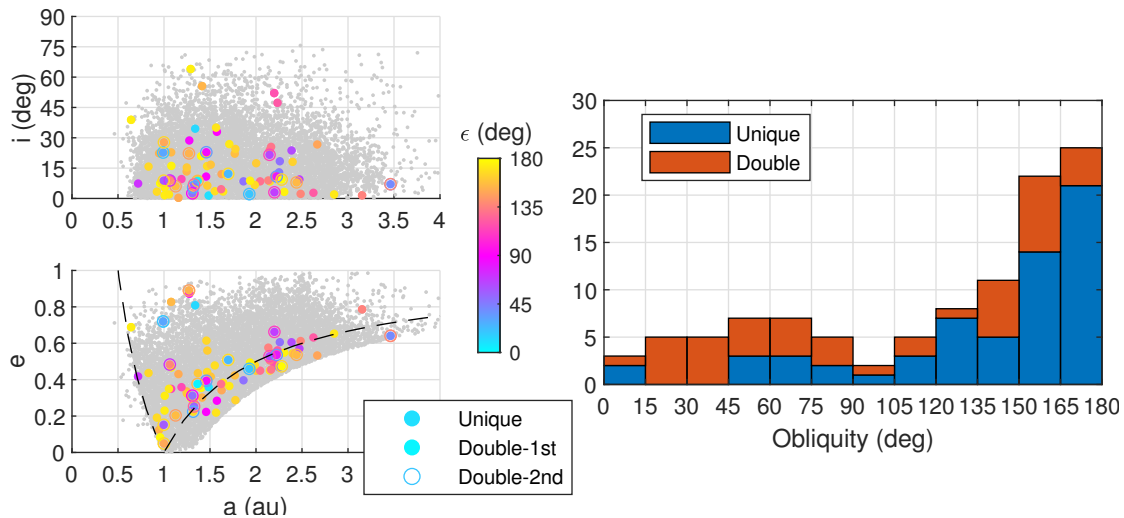 90
75
60
45
30
15
0
i (deg)
0 0.5 1 1.5 2 2.5 3 3.5 4
ϵ (deg)
180
135
90
45
0
1
0.8
0.6
0.4
0.2
0
e
0 0.5 1 1.5 2 2.5 3
a (au)
Unique
Double-1st
Double-2nd
30
25
20
15
10
5
0
Unique
Double
0 15 30 45 60 75 90 105 120 135 150 165 180
Obliquity (deg)